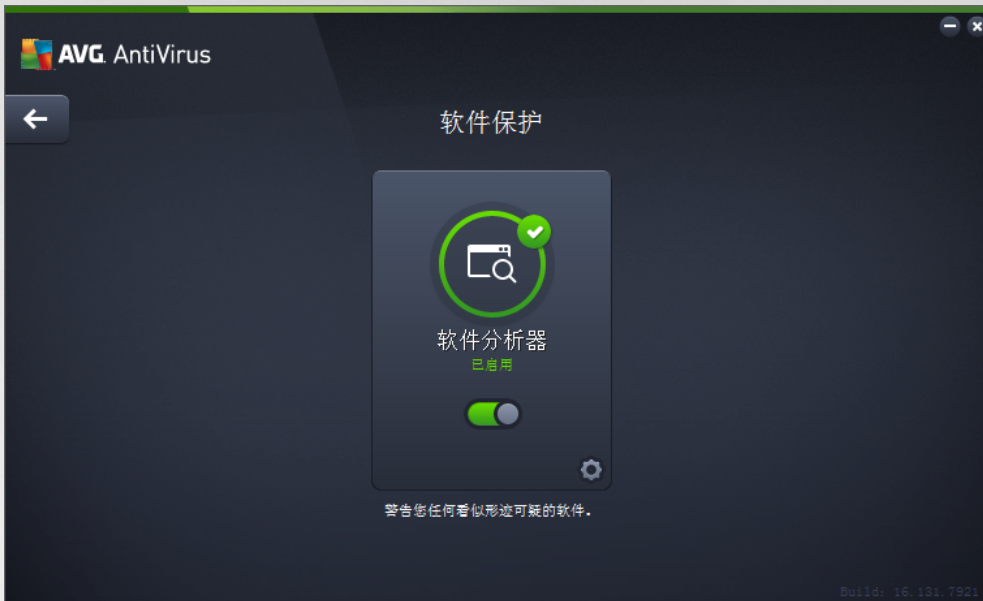 AVG. AntiVirus
软件保护
软件分析器
已启用
警告您任何看似形迹可疑的软件.
Build: 16.131.7921